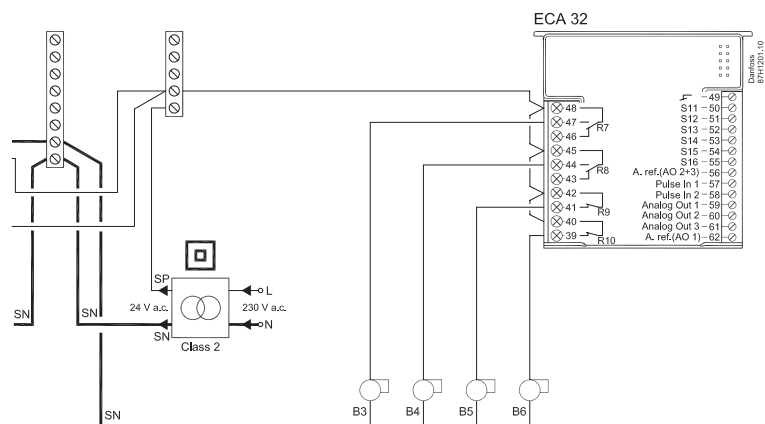 ECA 32
Danfoss
87H1201.10
48
47
46
R7
45
44
43
R8
42
41
R9
40
39
R10
49
S11 - 50
S12 - 51
S13 - 52
S14 - 53
S15 - 54
S16 - 55
A. ref.(AO 2+3) - 56
Pulse In 1 - 57
Pulse In 2 - 58
Analog Out 1 - 59
Analog Out 2 - 60
Analog Out 3 - 61
A. ref.(AO 1) - 62
SP
L
24 V a.c.
230 V a.c.
SN
SN
SN
N
Class 2
SN
B3
B4
B5
B6